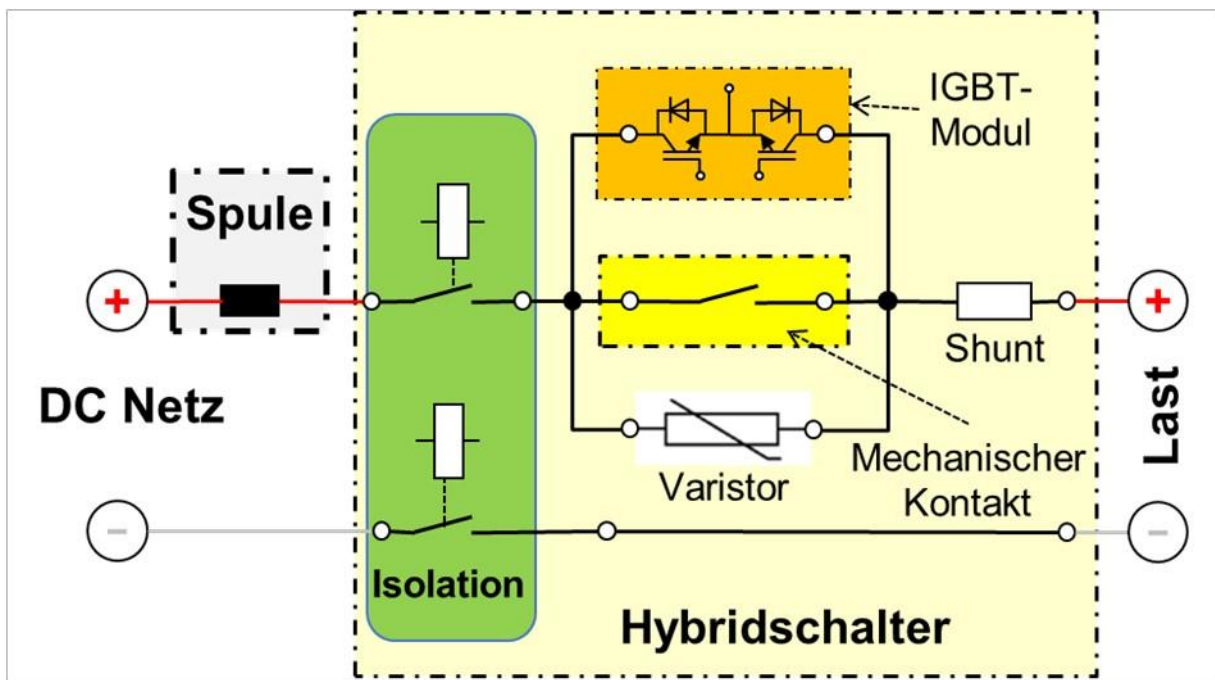 IGBT-
Modul
Spule
+
+
Shunt
DC Netz
Last
Varistor
Mechanischer
Kontakt
−
−
Isolation
Hybridschalter